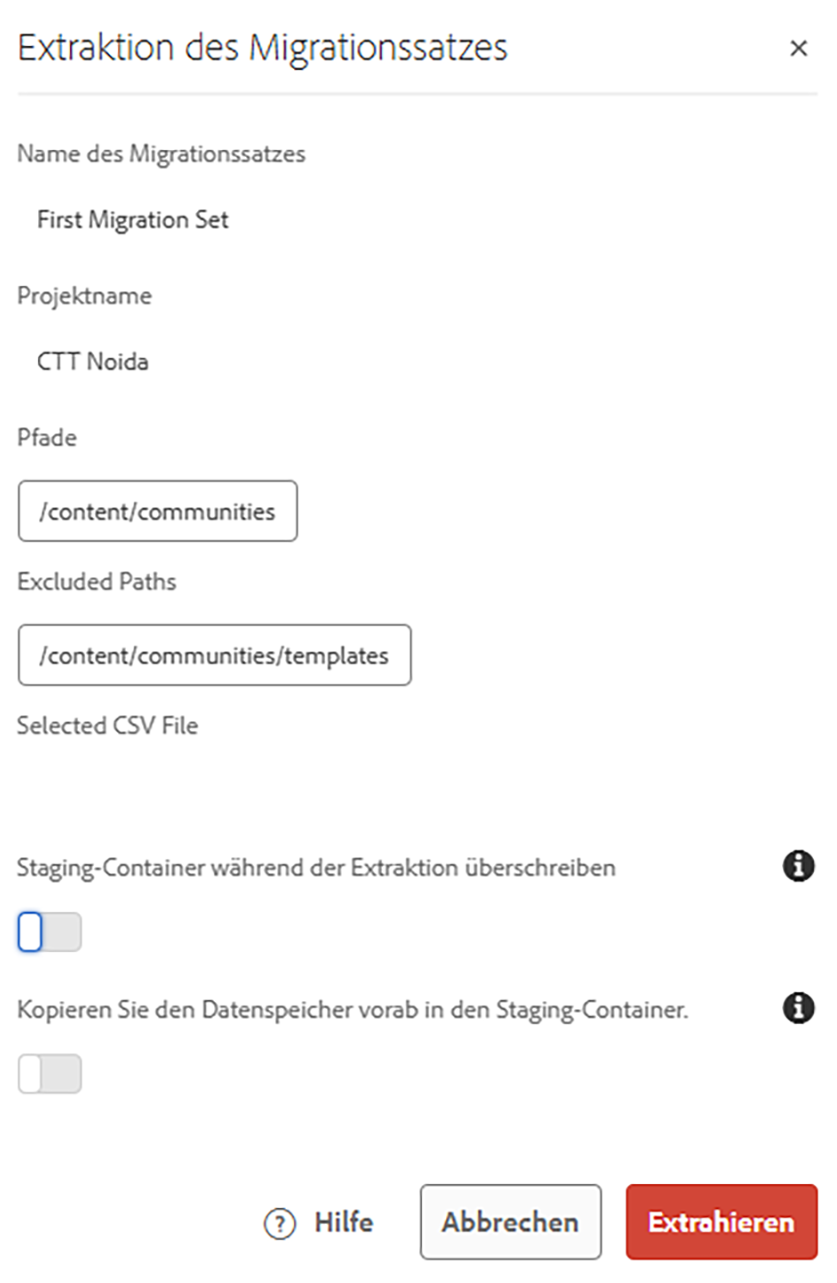 Extraktion des Migrationssatzes
Name des Migrationssatzes
First Migration Set
Projektname
CTT Noida
Pfade
/content/communities
Excluded Paths
/content/communities/templates
Selected CSV File
Staging-Container während der Extraktion überschreiben
Kopieren Sie den Datenspeicher vorab in den Staging-Container.
? Hilfe Abbrechen Extrahieren